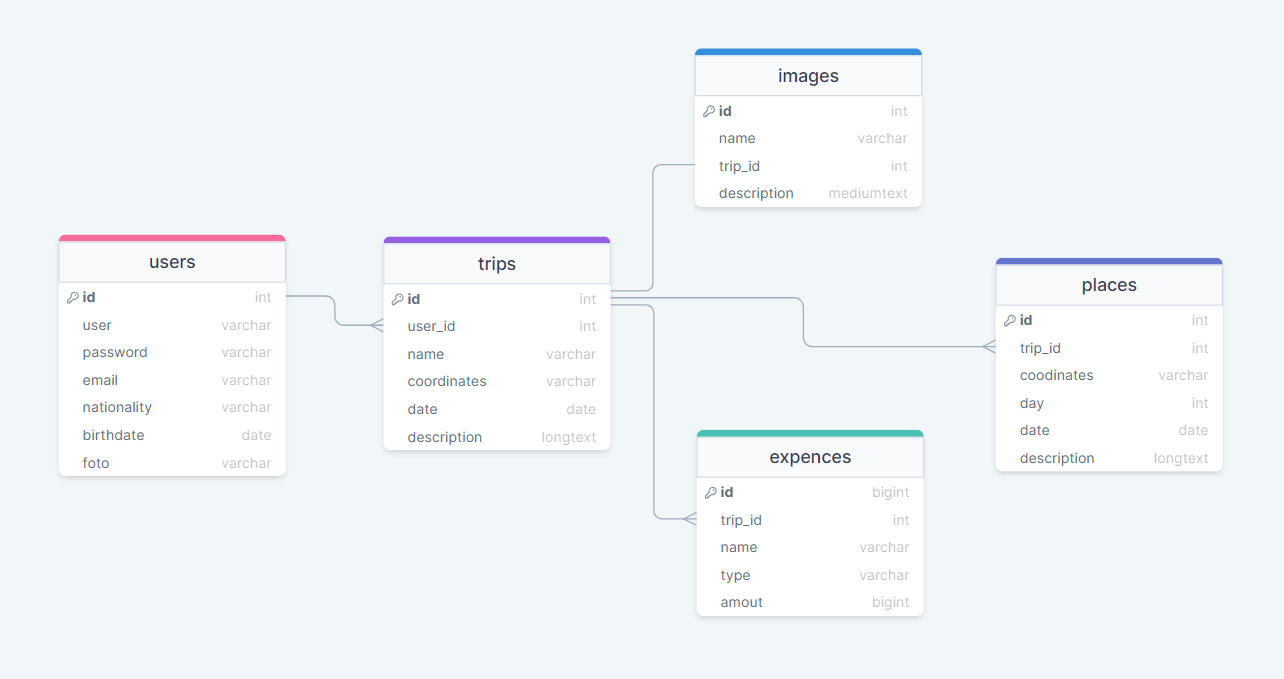 images
id int
name varchar
trip_id int
description mediumtext
users
id int
user varchar
password varchar
email varchar
nationality varchar
birthdate date
foto varchar
trips
id int
user_id int
name varchar
coordinates varchar
date date
description longtext
places
id int
trip_id int
coodinates varchar
day int
date date
description longtext
expences
id bigint
trip_id int
name varchar
type varchar
amout bigint